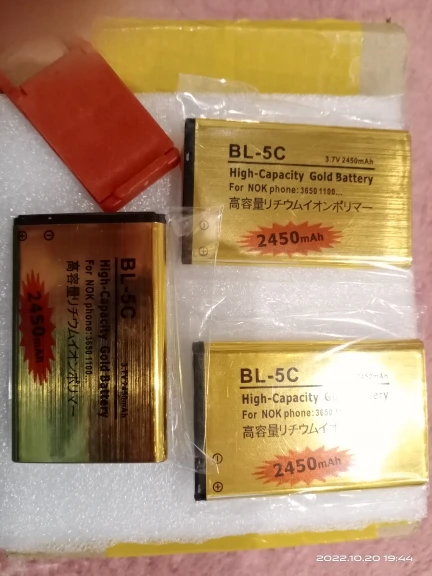 BL-5C
3.7V 2450mAh
High-Capacity Gold Battery
For NOK phone: 3650 1100...
高容量リチウムイオンポリマー
2450mAh
BL-5C
3.7V 2450mAh
High-Capacity Gold Battery
For NOK phone: 3650 1100...
高容量リチウムイオンポリマー
2450mAh
BL-5C
High-Capacity
For NOK phone: 3650
高容量リチウムイオ
2450mAh
2022.10.20 19:44